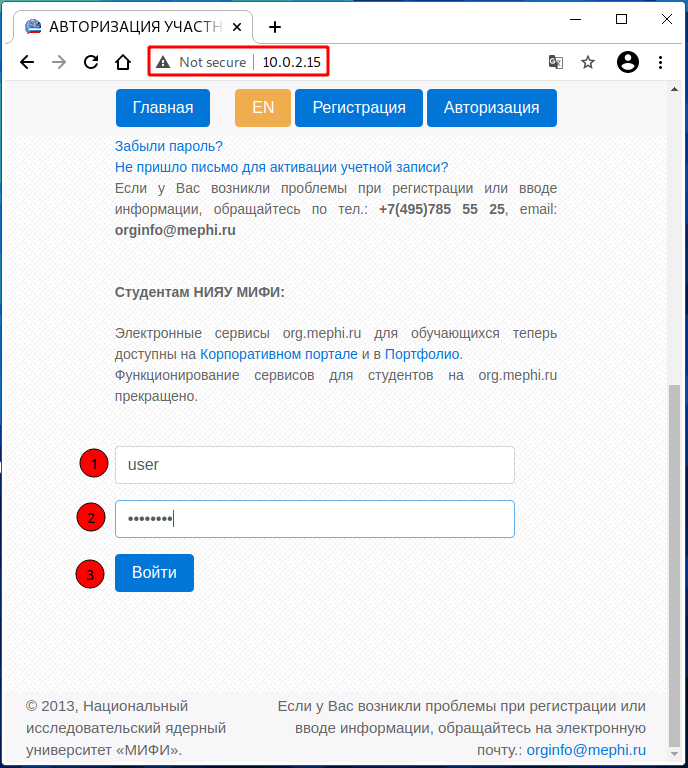 АВТОРИЗАЦИЯ УЧАСТН
Not secure 10.0.2.15
Главная EN Регистрация Авторизация
Забыли пароль?
Не пришло письмо для активации учетной записи?
Если у Вас возникли проблемы при регистрации или вводе
информации, обращайтесь по тел.: +7(495)785 55 25, email:
orginfo@mephi.ru
Студентам НИЯУ МИФИ:
Электронные сервисы org.mephi.ru для обучающихся теперь
доступны на Корпоративном портале и в Портфолио.
Функционирование сервисов для студентов на org.mephi.ru
прекращено.
1 user
2 ••••••••
3 Войти
© 2013, Национальный
исследовательский ядерный
университет «МИФИ».
Если у Вас возникли проблемы при регистрации или
вводе информации, обращайтесь на электронную
почту.: orginfo@mephi.ru